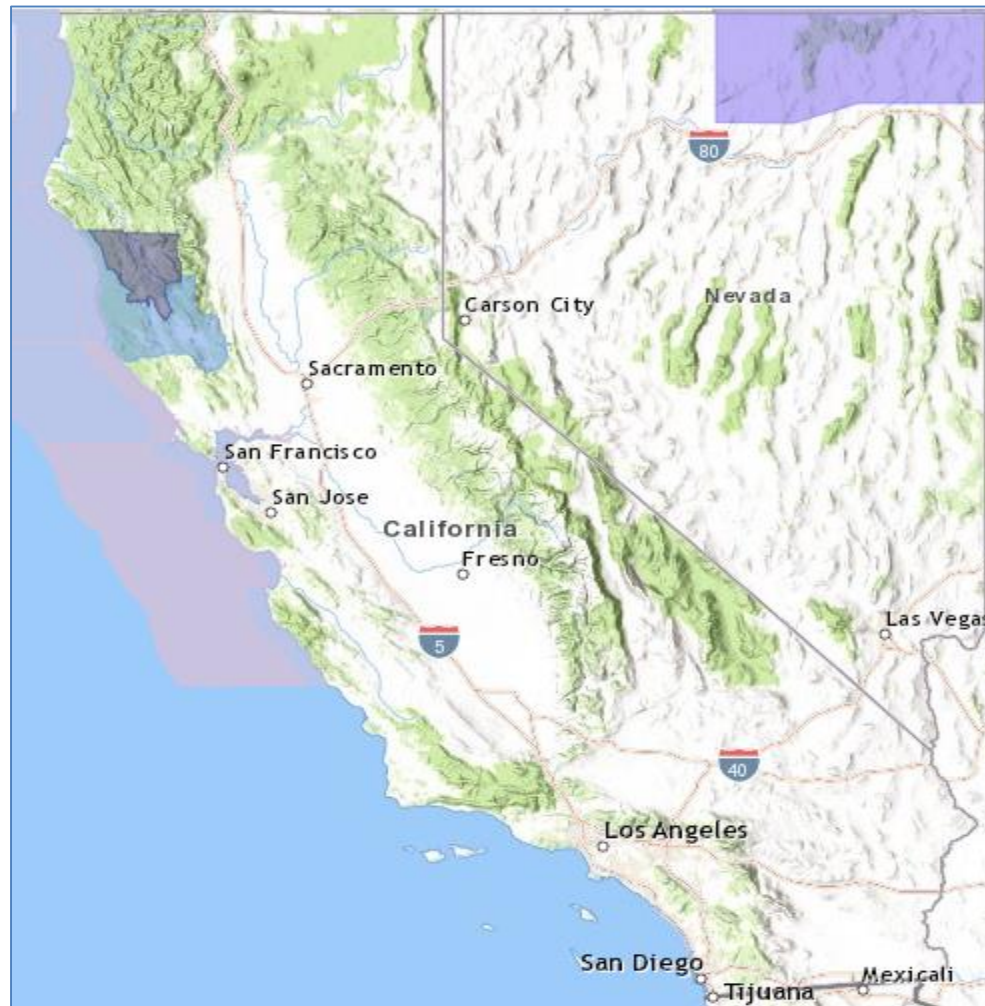 80
Nevada
Carson City
Sacramento
San Francisco
San Jose
California
Fresno
Las Vegas
5
40
Los Angeles
San Diego
Mexicali
Tijuana